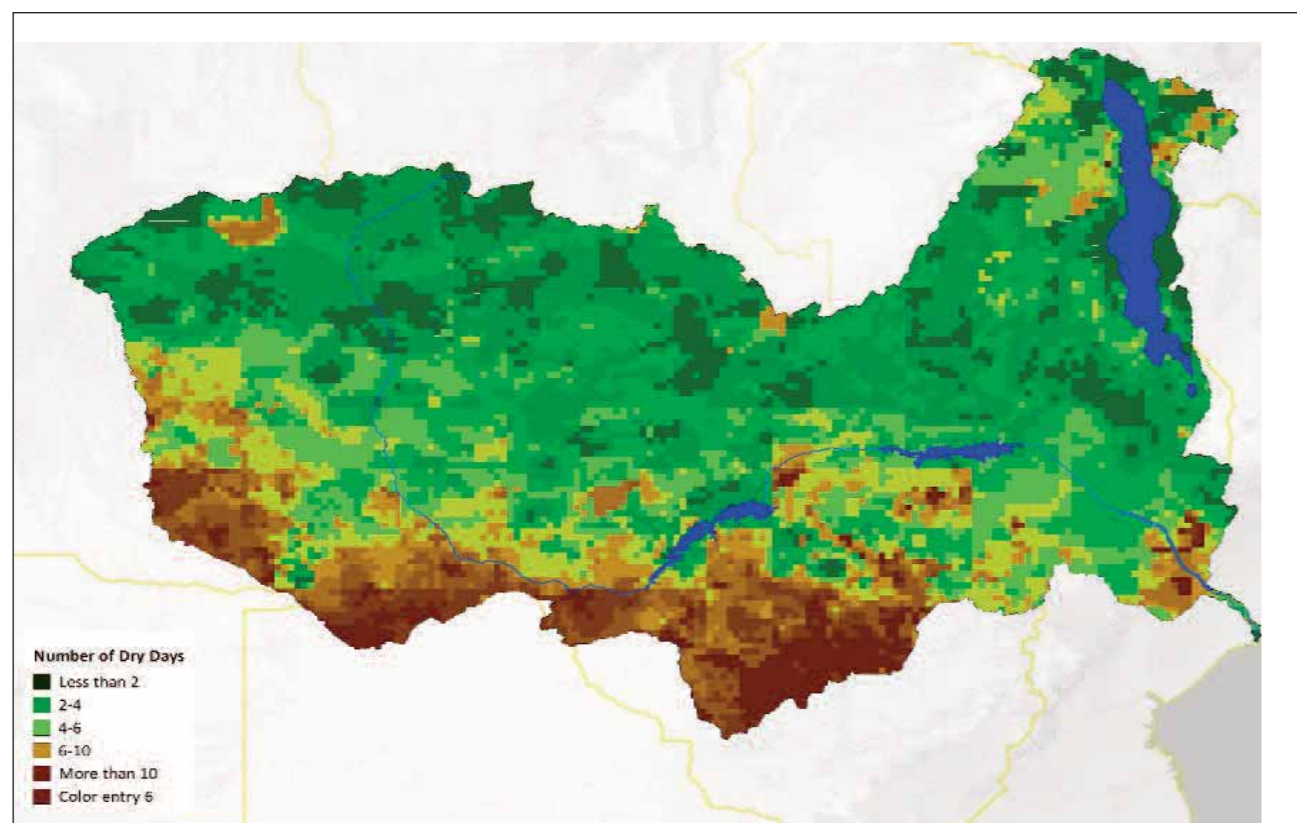 Number of Dry Days
Less than 2
2-4
4-6
6-10
More than 10
Color entry 6